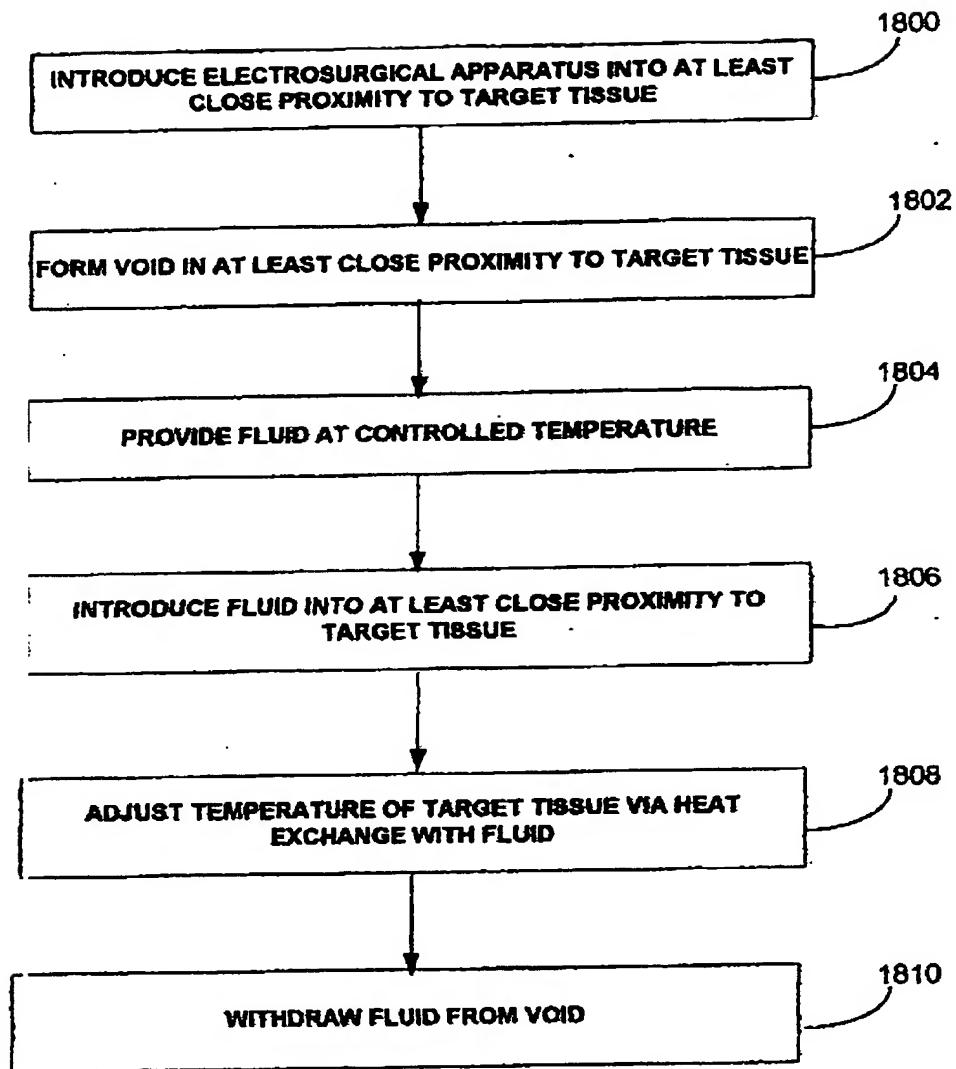 1800
INTRODUCE ELECTROSURGICAL APPARATUS INTO AT LEAST
CLOSE PROXIMITY TO TARGET TISSUE
1802
FORM VOID IN AT LEAST CLOSE PROXIMITY TO TARGET TISSUE
1804
PROVIDE FLUID AT CONTROLLED TEMPERATURE
1806
INTRODUCE FLUID INTO AT LEAST CLOSE PROXIMITY TO
TARGET TISSUE
1808
ADJUST TEMPERATURE OF TARGET TISSUE VIA HEAT
EXCHANGE WITH FLUID
1810
WITHDRAW FLUID FROM VOID